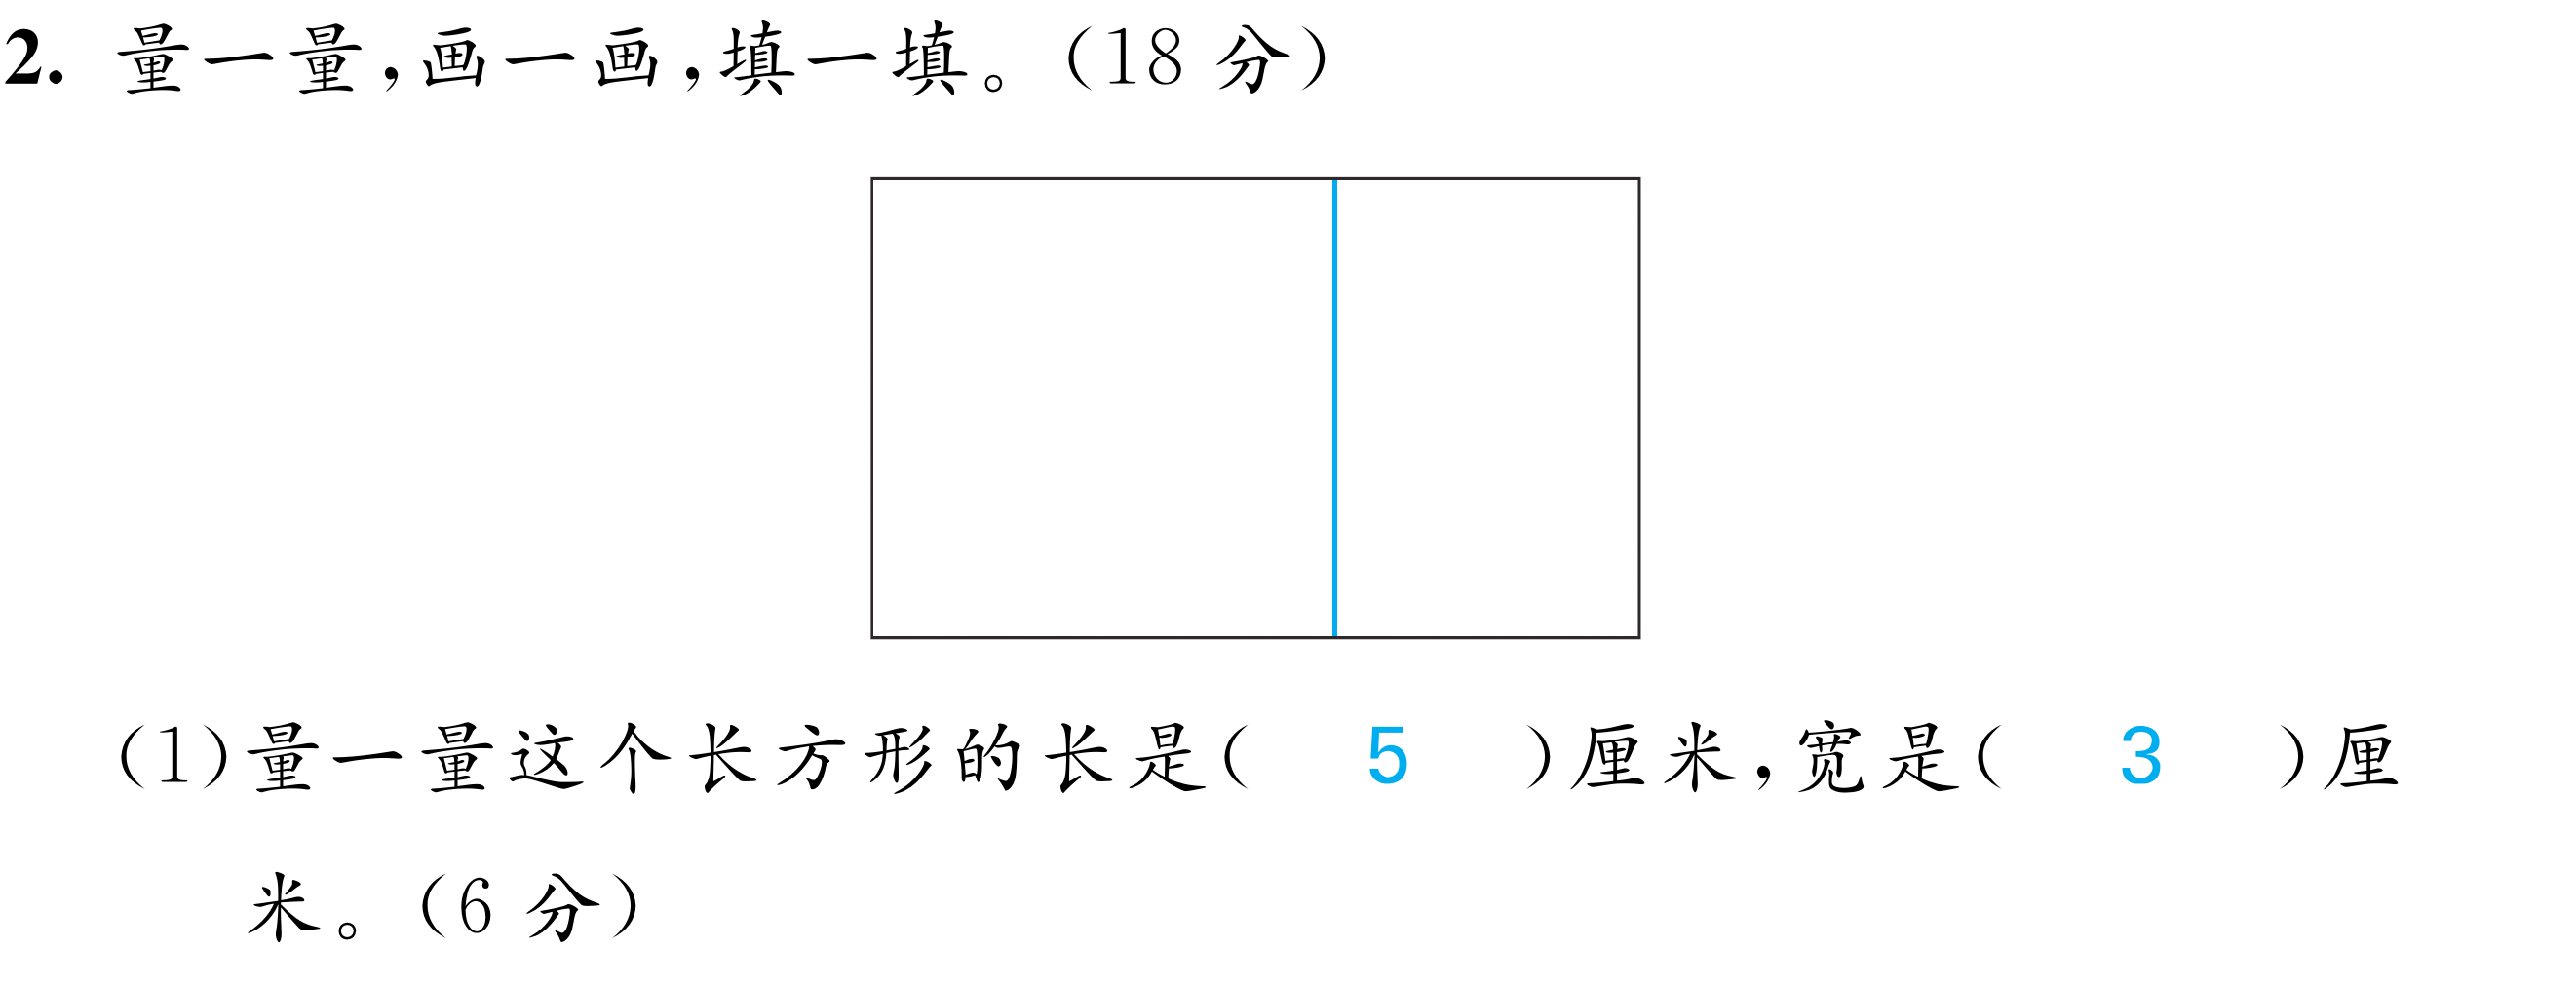 2. 量一量,画一画,填一填。(18 分)
(1)量一量这个长方形的长是( 5 )厘米,宽是( 3 )厘
米。(6 分)